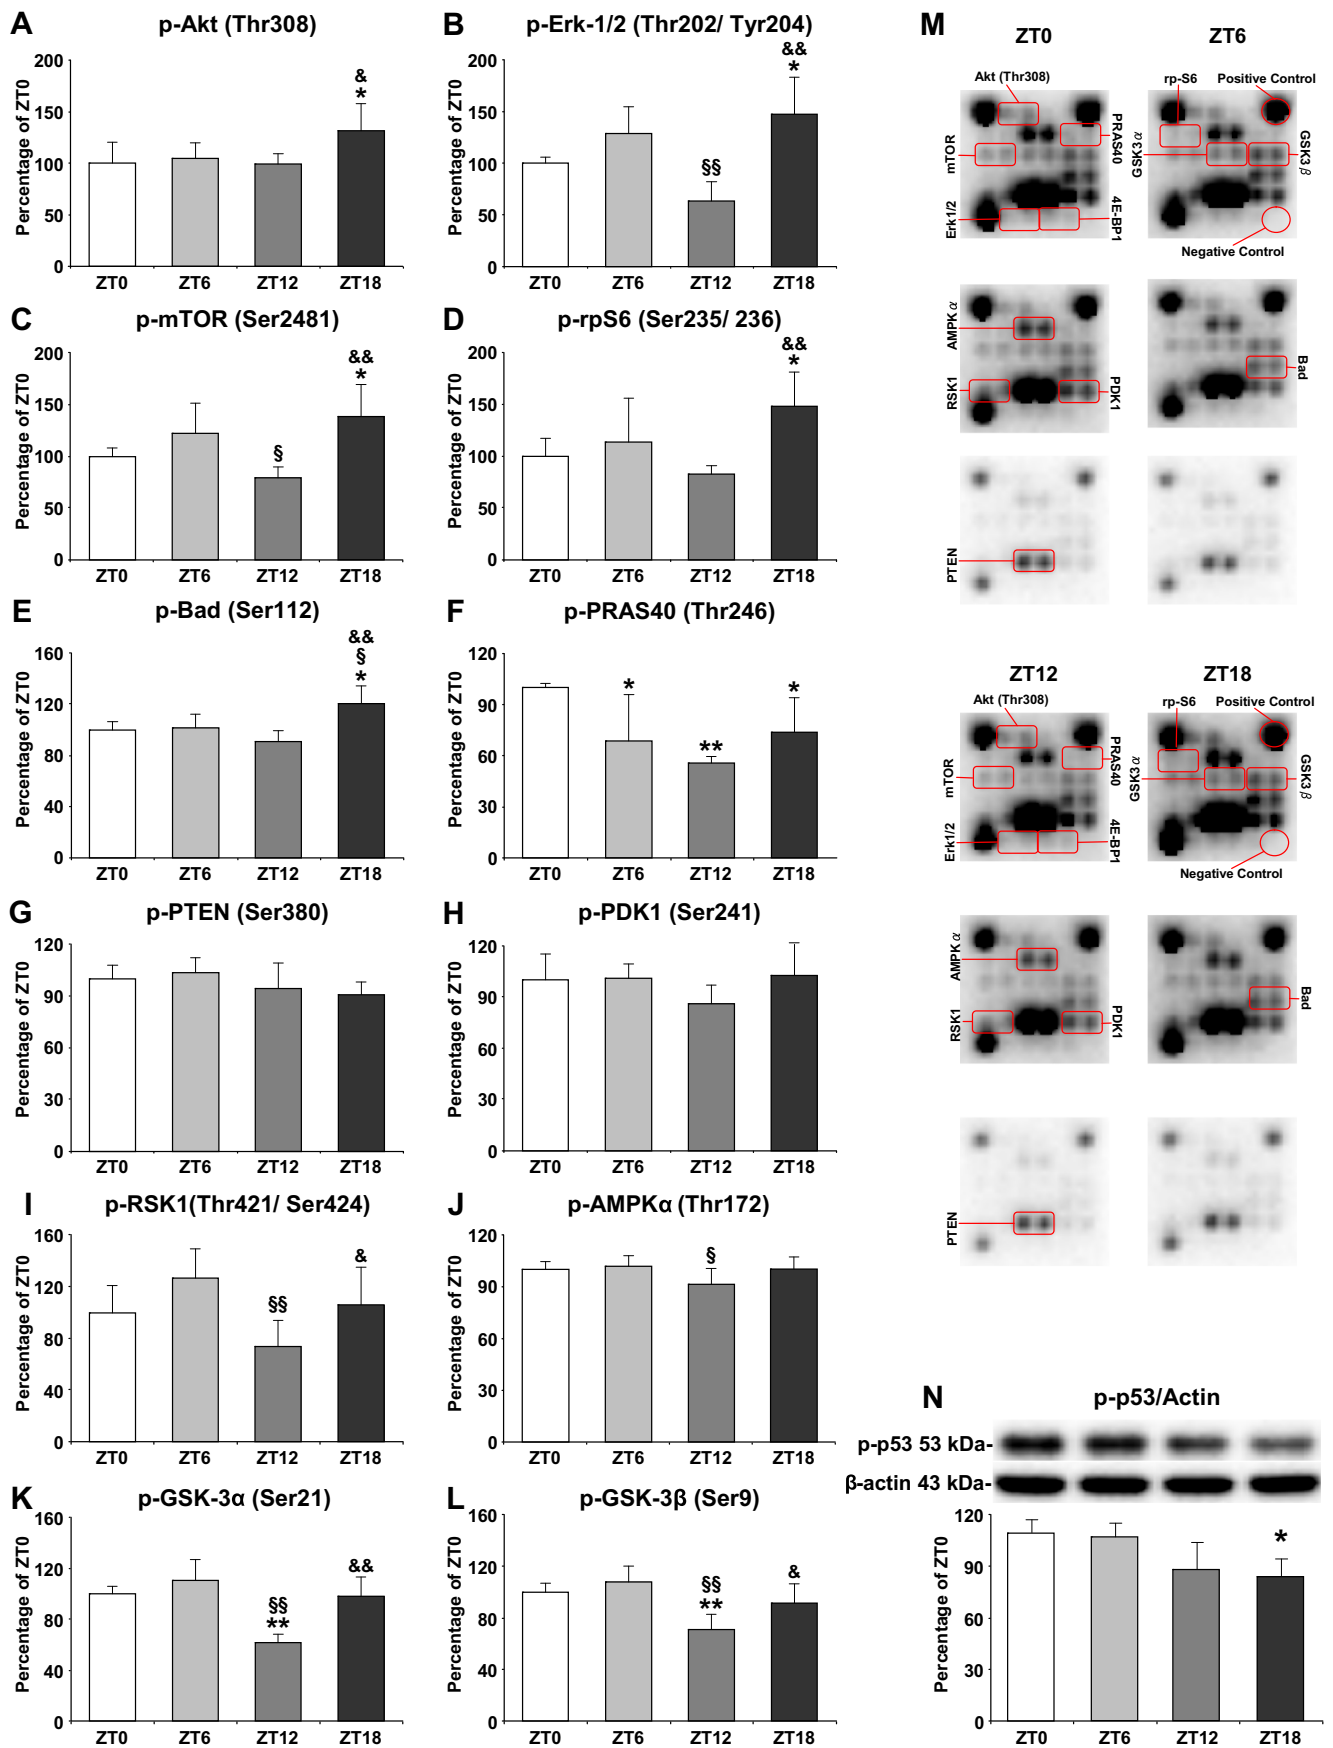 A
p-Akt (Thr308)
Percentage of ZT0
200
150
100
50
0
&
*
ZT0 ZT6 ZT12 ZT18
B
p-Erk-1/2 (Thr202/ Tyr204)
Percentage of ZT0
200
150
100
50
0
§§
&&
*
ZT0 ZT6 ZT12 ZT18
C
p-mTOR (Ser2481)
Percentage of ZT0
200
150
100
50
0
§
&&
*
ZT0 ZT6 ZT12 ZT18
D
p-rpS6 (Ser235/ 236)
Percentage of ZT0
200
150
100
50
0
&&
*
ZT0 ZT6 ZT12 ZT18
E
p-Bad (Ser112)
Percentage of ZT0
160
120
80
40
0
&&
§
*
ZT0 ZT6 ZT12 ZT18
F
p-PRAS40 (Thr246)
Percentage of ZT0
120
90
60
30
0
*
**
*
ZT0 ZT6 ZT12 ZT18
G
p-PTEN (Ser380)
Percentage of ZT0
120
90
60
30
0
ZT0 ZT6 ZT12 ZT18
H
p-PDK1 (Ser241)
Percentage of ZT0
120
90
60
30
0
ZT0 ZT6 ZT12 ZT18
I
p-RSK1(Thr421/ Ser424)
Percentage of ZT0
160
120
80
40
0
§§
&
ZT0 ZT6 ZT12 ZT18
J
p-AMPKα (Thr172)
Percentage of ZT0
120
90
60
30
0
§
ZT0 ZT6 ZT12 ZT18
K
p-GSK-3α (Ser21)
Percentage of ZT0
160
120
80
40
0
§§
**
&&
ZT0 ZT6 ZT12 ZT18
L
p-GSK-3β (Ser9)
Percentage of ZT0
160
120
80
40
0
§§
**
&
ZT0 ZT6 ZT12 ZT18
M
ZT0 ZT6
Akt (Thr308)
mTOR
PRAS40
Erk1/2
4E-BP1
rp-S6 Positive Control
GSK3α
GSK3β
Negative Control
AMPKα
RSK1
PDK1
Bad
PTEN
ZT12 ZT18
Akt (Thr308)
mTOR
PRAS40
Erk1/2
4E-BP1
rp-S6 Positive Control
GSK3α
GSK3β
Negative Control
AMPKα
RSK1
PDK1
Bad
PTEN
N
p-p53/Actin
p-p53 53 kDa-
β-actin 43 kDa-
Percentage of ZT0
120
90
60
30
0
*
ZT0 ZT6 ZT12 ZT18